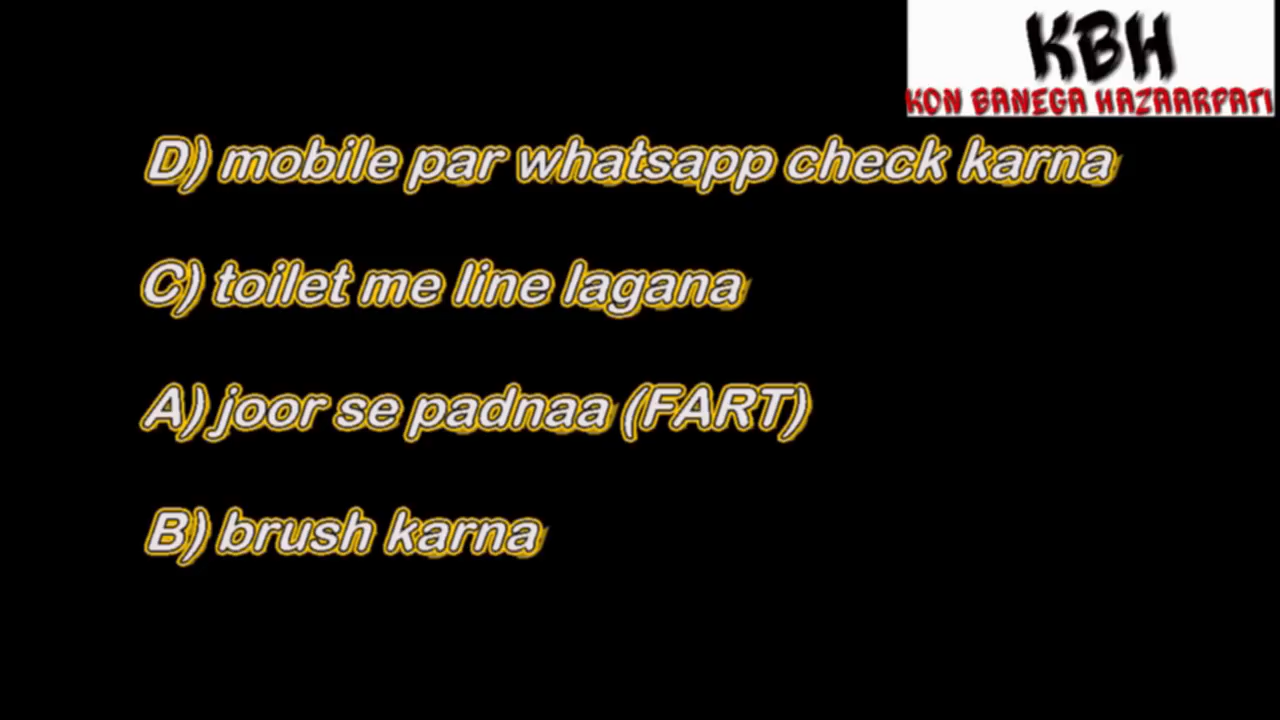 KBH
KON BANEGA HAZAARPATI
D) mobile par whatsapp check karna
C) toilet me line lagana
A) joor se padnaa (FART)
B) brush karna